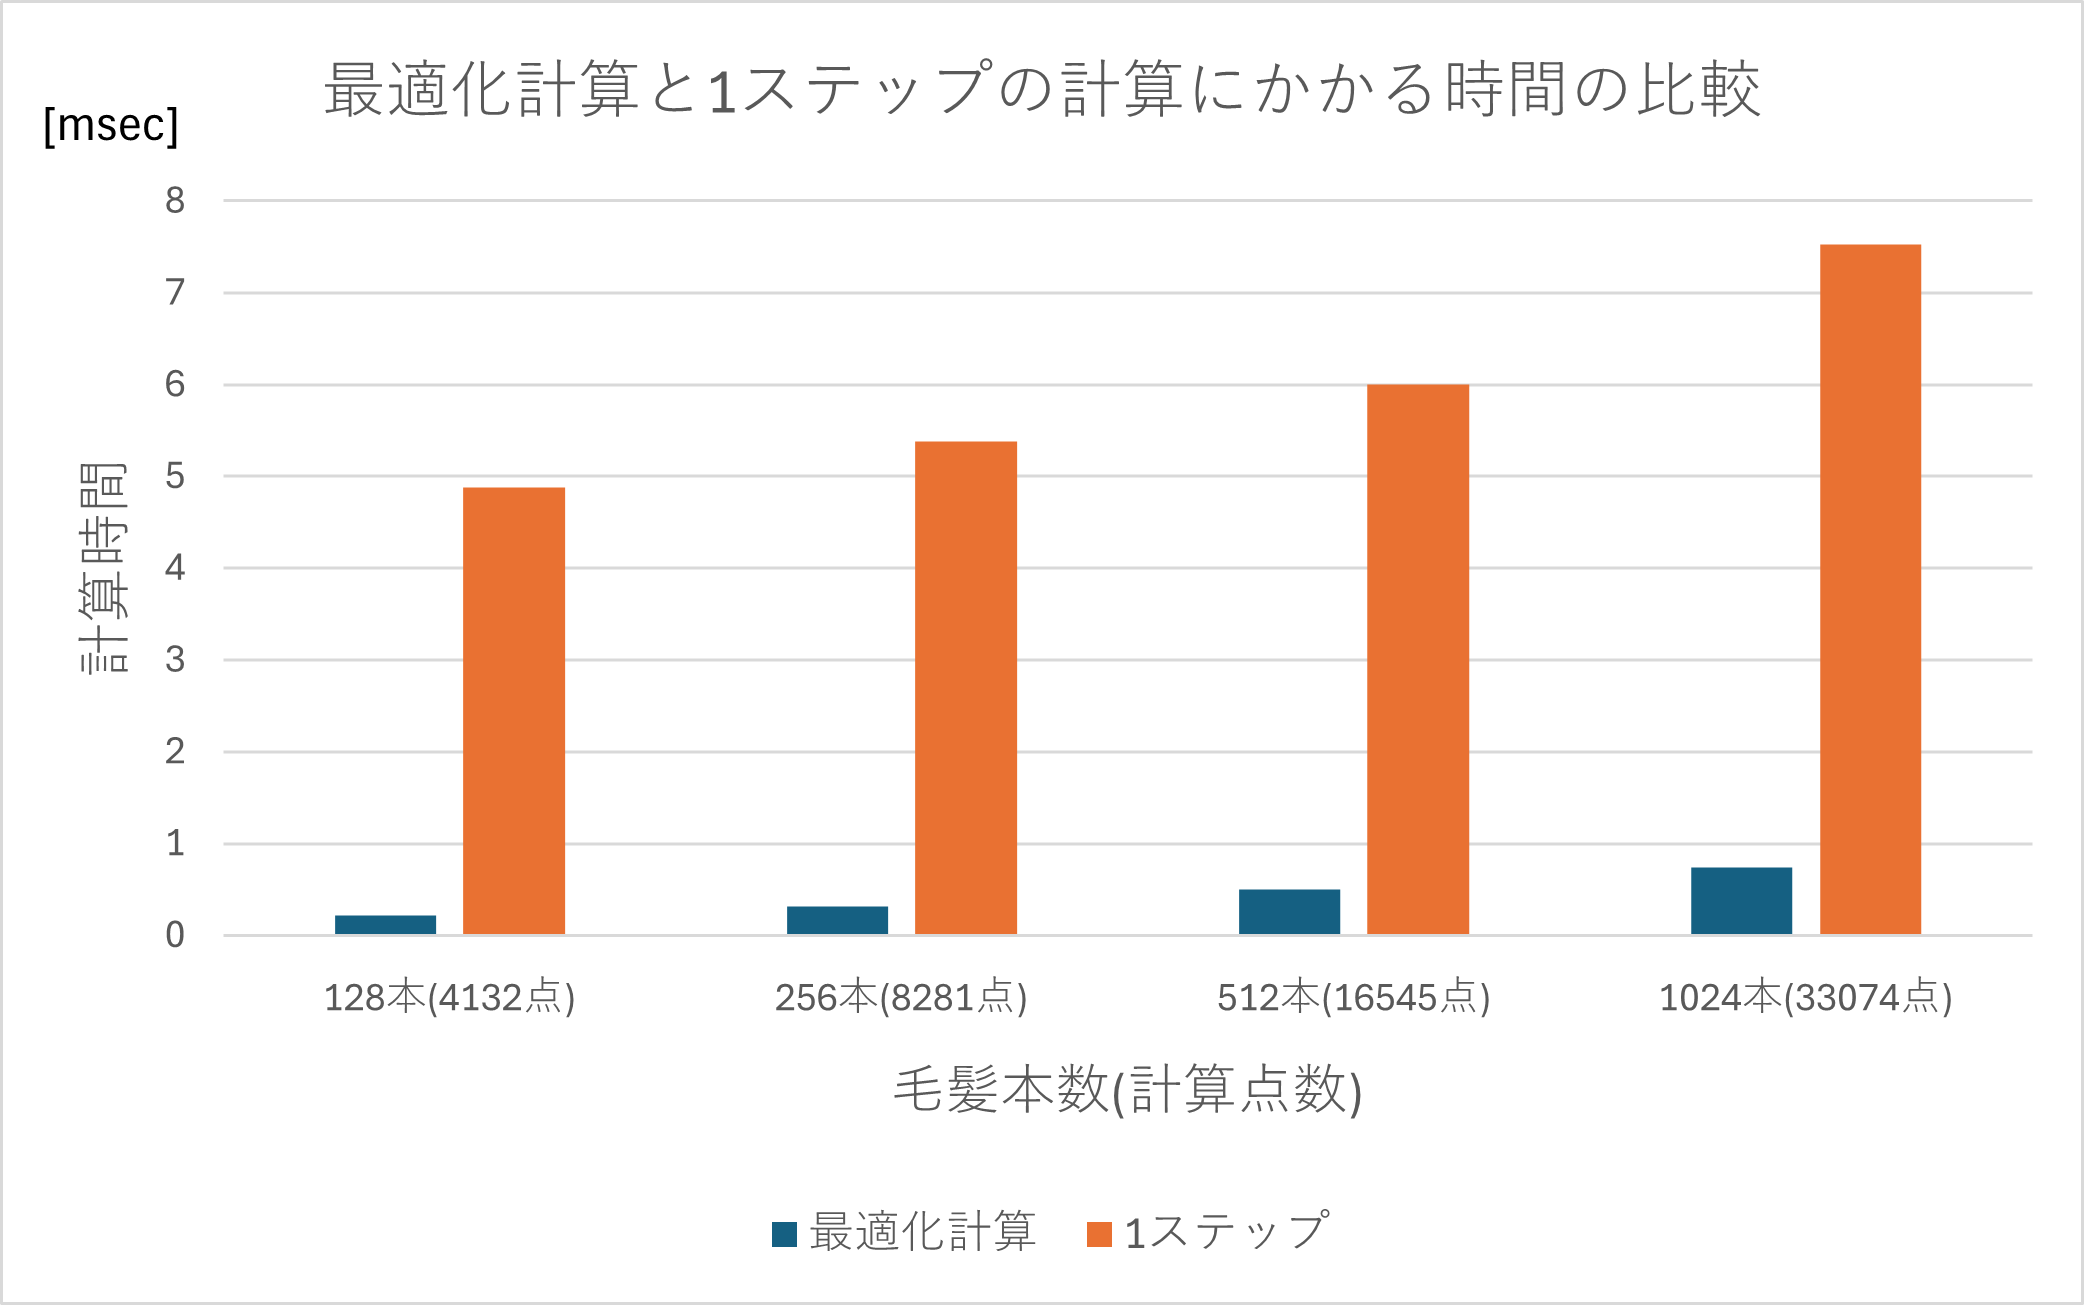 最適化計算と1ステップの計算にかかる時間の比較
[msec]
8
7
6
5
4
3
2
1
0
計算時間
128本(4132点)
256本(8281点)
512本(16545点)
1024本(33074点)
毛髪本数(計算点数)
最適化計算
1ステップ